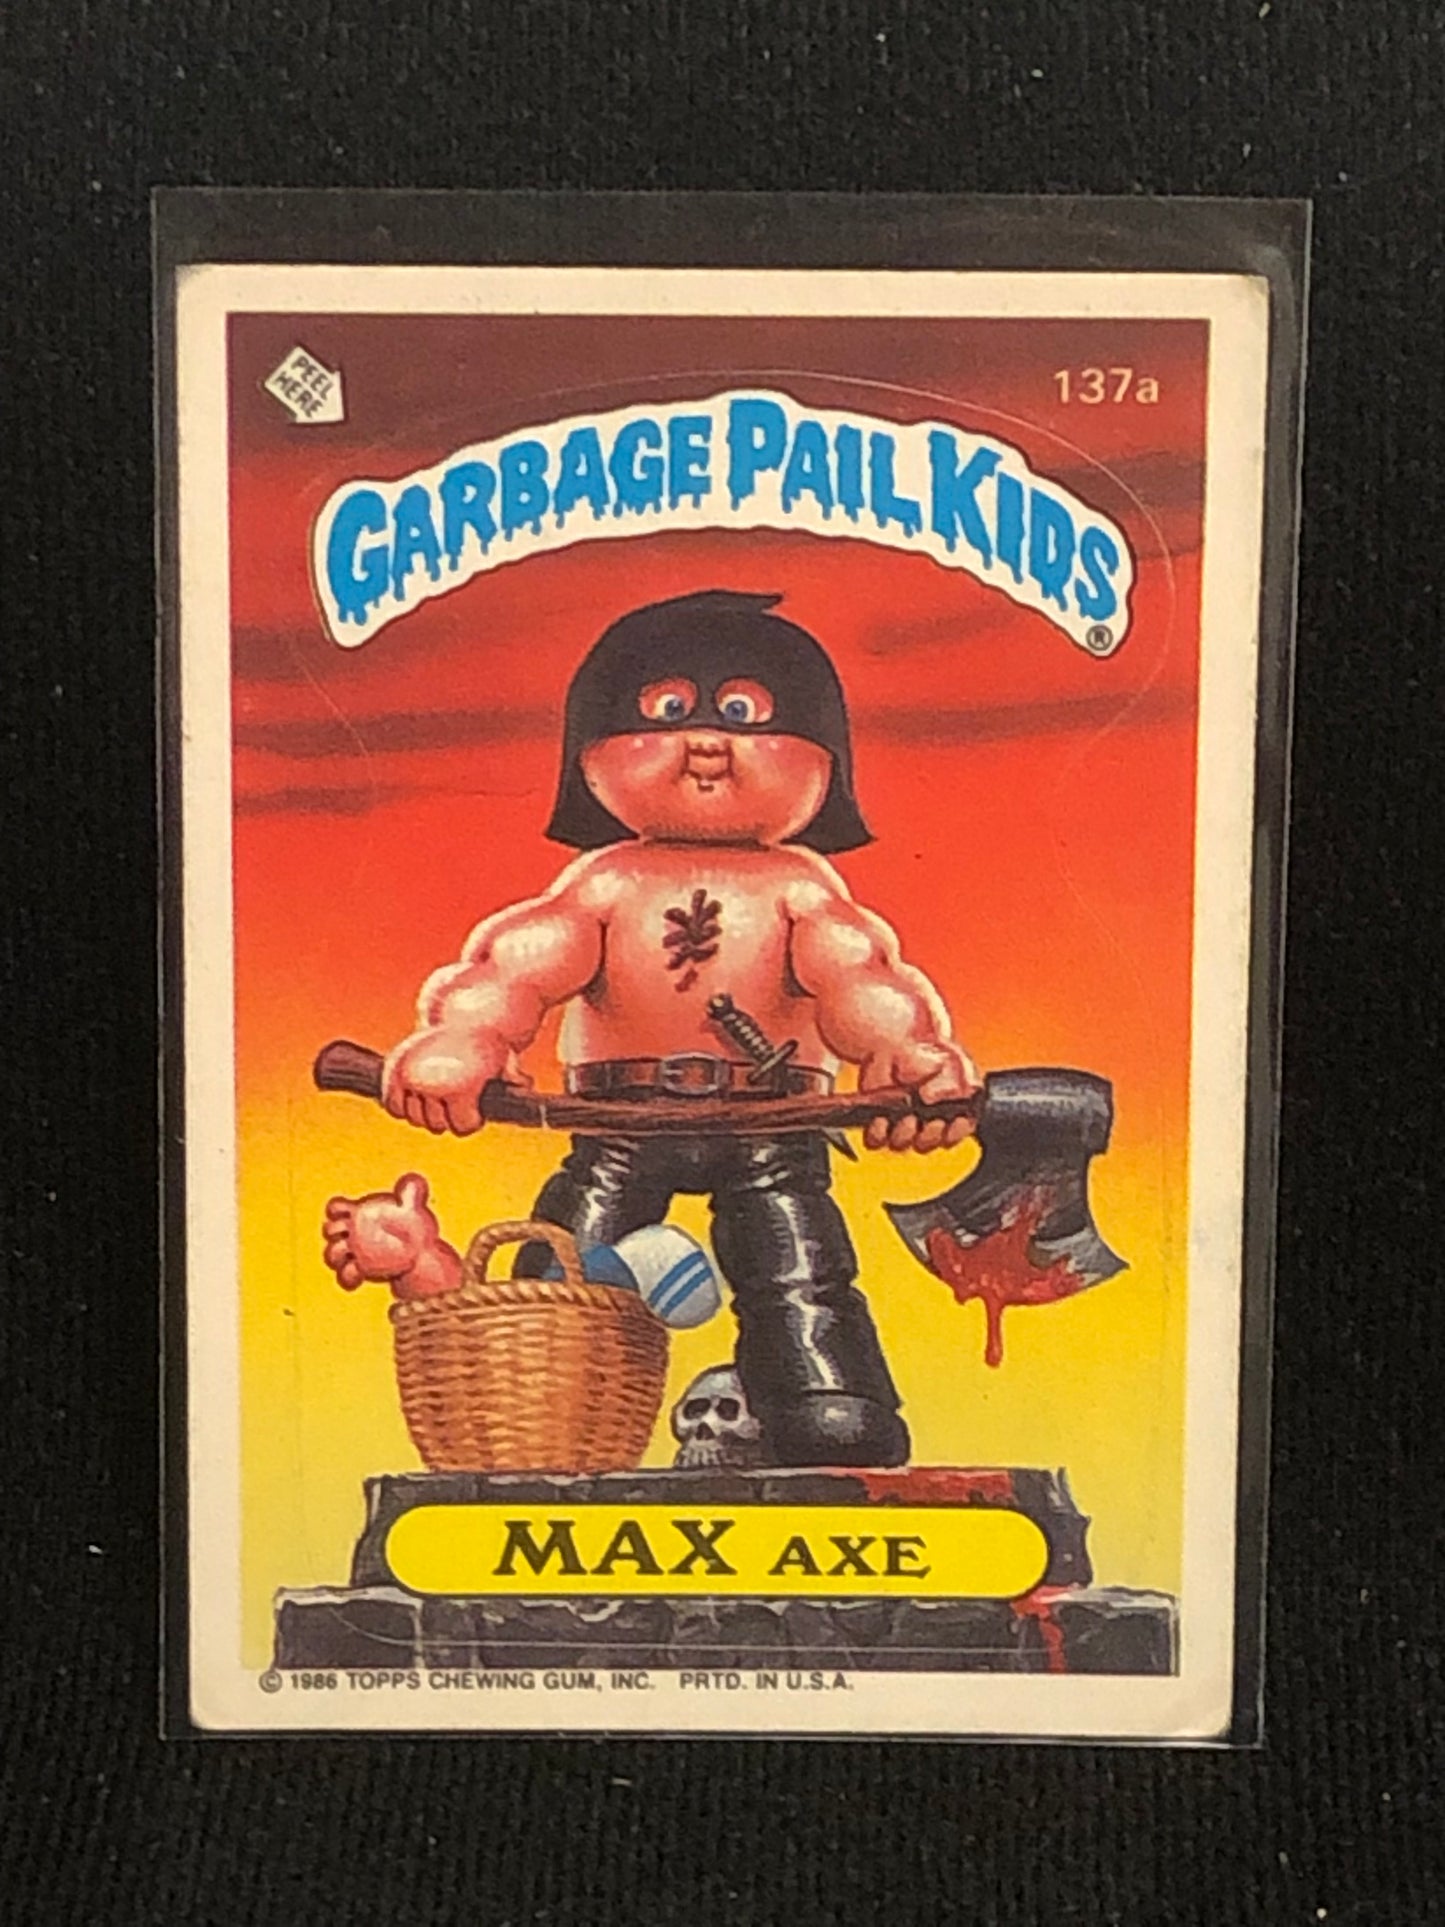 PEEL
HERE
137a
GARBAGE PAIL KIDS
®
MAX AXE
© 1986 TOPPS CHEWING GUM, INC. PRTD. IN U.S.A.